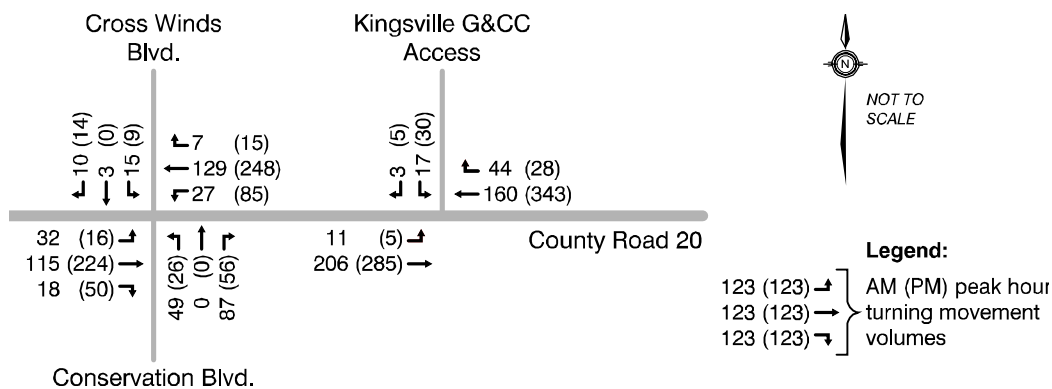 Cross Winds
Blvd.
Kingsville G&CC
Access
N
NOT TO
SCALE
10 (14)
3 (0)
15 (9)
7 (15)
129 (248)
27 (85)
3 (5)
17 (30)
44 (28)
160 (343)
32 (16)
115 (224)
18 (50)
49 (26)
0 (0)
87 (56)
11 (5)
206 (285)
County Road 20
Conservation Blvd.
Legend:
123 (123) AM (PM) peak hour
123 (123) turning movement
123 (123) volumes